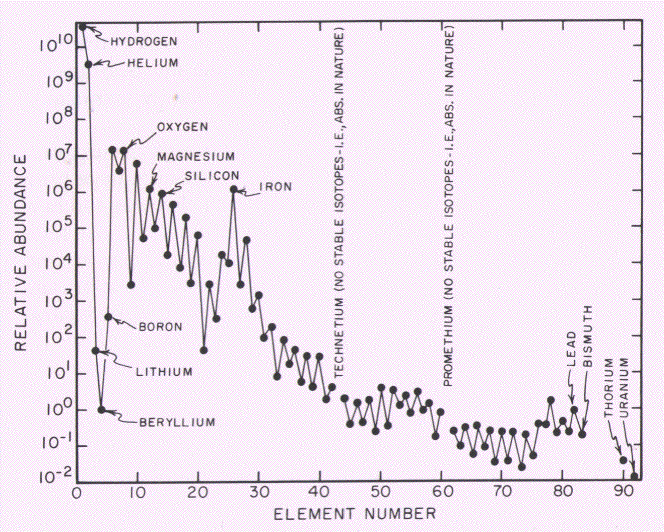 RELATIVE ABUNDANCE
10^10
10^9
10^8
10^7
10^6
10^5
10^4
10^3
10^2
10^1
10^0
10^-1
10^-2
HYDROGEN
HELIUM
OXYGEN
MAGNESIUM
SILICON
IRON
BORON
LITHIUM
BERYLLIUM
TECHNETIUM (NO STABLE ISOTOPES-I.E., ABS. IN NATURE)
PROMETHIUM (NO STABLE ISOTOPES-I.E., ABS. IN NATURE)
LEAD
BISMUTH
THORIUM
URANIUM
0 10 20 30 40 50 60 70 80 90
ELEMENT NUMBER